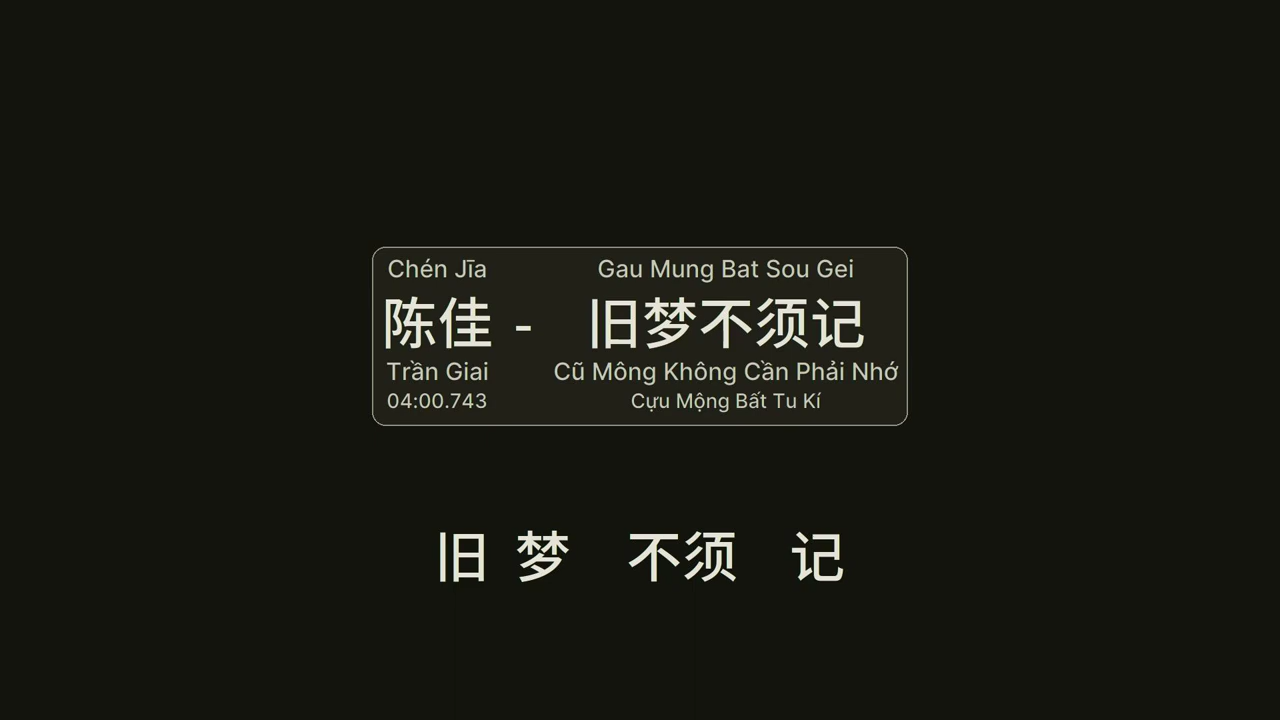 Chén Jīa
Gau Mung Bat Sou Gei
陈佳 - 旧梦不须记
Trần Giai
Cũ Mông Không Cần Phải Nhớ
04:00.743
Cựu Mộng Bất Tu Kí
旧 梦 不须 记